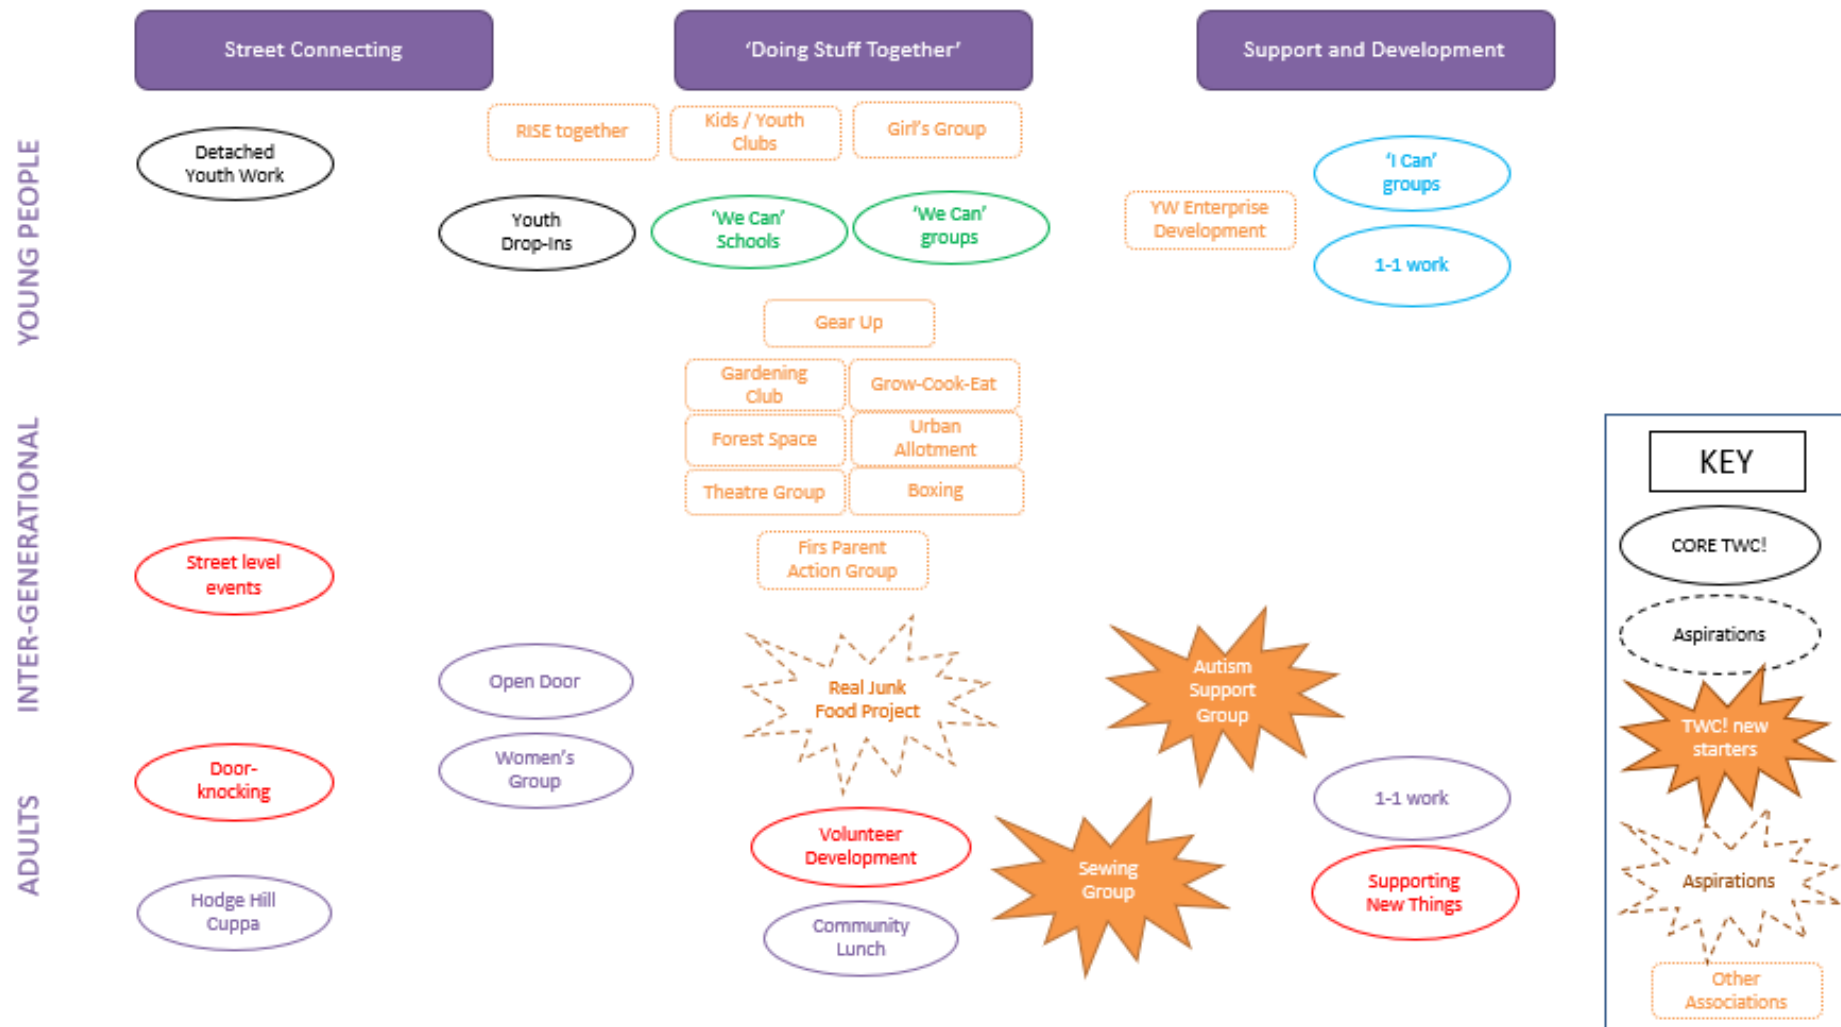 Street Connecting
‘Doing Stuff Together’
Support and Development
YOUNG PEOPLE
Detached
Youth Work
RISE together
Kids / Youth
Clubs
Girl’s Group
Youth
Drop-Ins
‘We Can’
Schools
‘We Can’
groups
YW Enterprise
Development
‘I Can’
groups
1-1 work
Gear Up
INTER-GENERATIONAL
Gardening
Club
Grow-Cook-Eat
Forest Space
Urban
Allotment
Theatre Group
Boxing
Firs Parent
Action Group
Street level
events
Open Door
Real Junk
Food Project
Autism
Support
Group
ADULTS
Door-
knocking
Women’s
Group
Volunteer
Development
Sewing
Group
1-1 work
Supporting
New Things
Hodge Hill
Cuppa
Community
Lunch
KEY
CORE TWC!
Aspirations
TWC! new
starters
Aspirations
Other
Associations